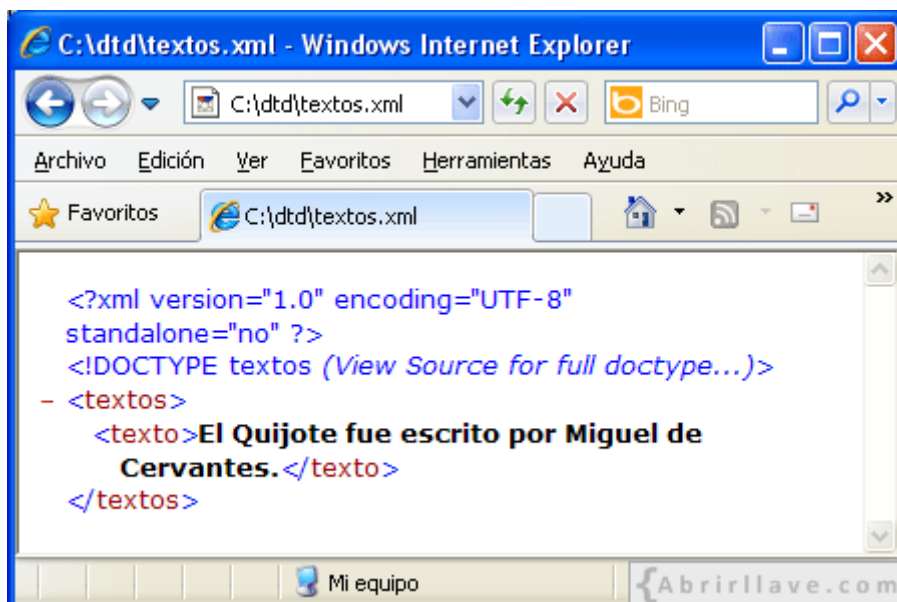 C:\dtd\textos.xml - Windows Internet Explorer
C:\dtd\textos.xml Bing
Archivo Edición Ver Favoritos Herramientas Ayuda
Favoritos C:\dtd\textos.xml »
<?xml version="1.0" encoding="UTF-8"
standalone="no" ?>
<!DOCTYPE textos (View Source for full doctype...)>
– <textos>
<texto>El Quijote fue escrito por Miguel de
Cervantes.</texto>
</textos>
Mi equipo {Abrirllave.com